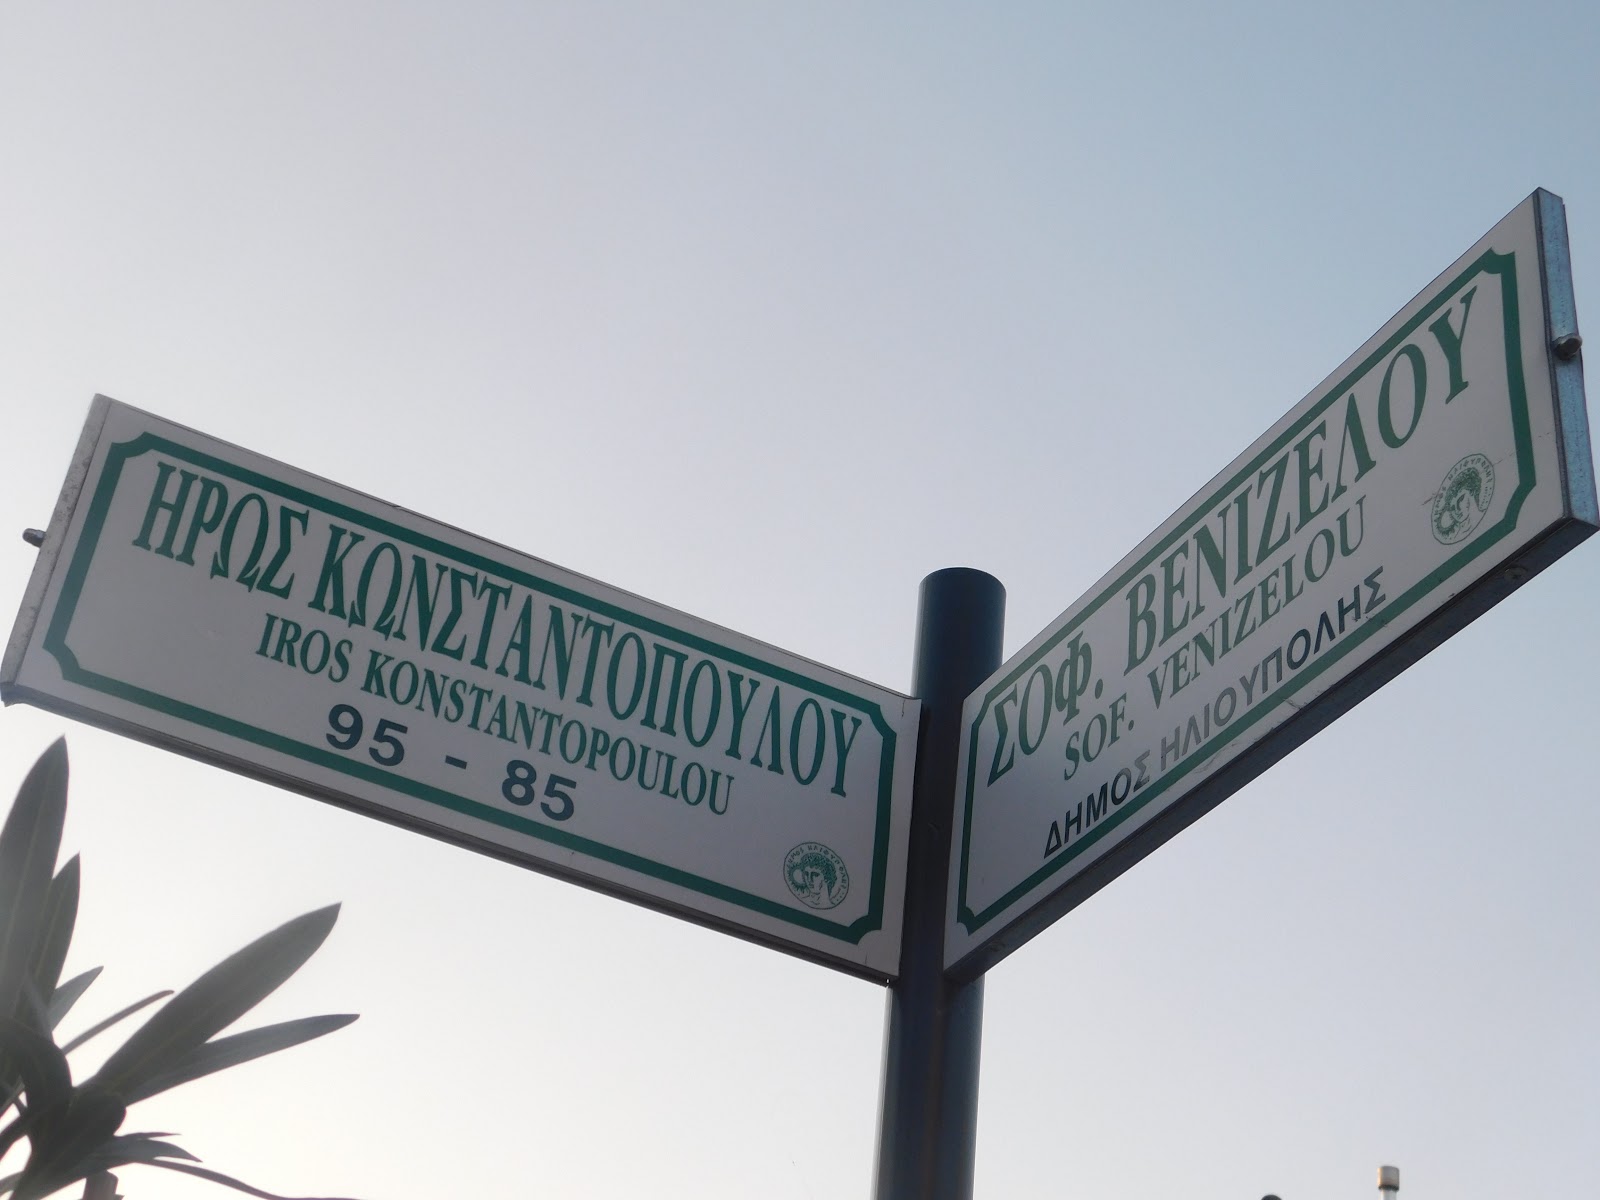 ΗΡΩΣ ΚΩΝΣΤΑΝΤΟΠΟΥΛΟΥ
IROS KONSTANTOPOULOU
95 - 85
ΣΟΦ. ΒΕΝΙΖΕΛΟΥ
SOF. VENIZELOU
ΔΗΜΟΣ ΗΛΙΟΥΠΟΛΗΣ